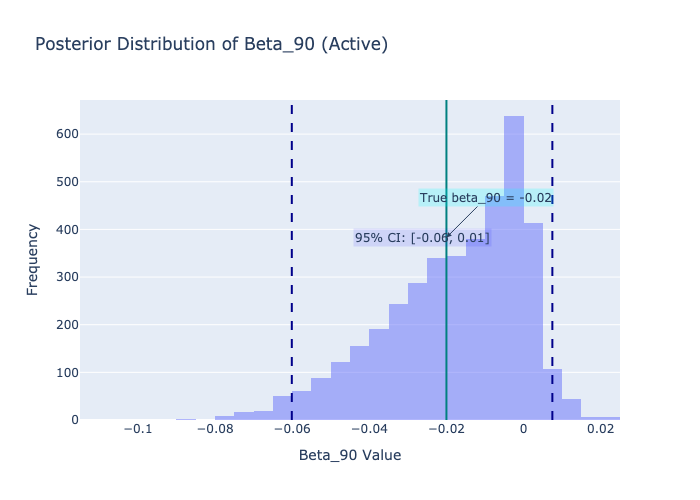 Posterior Distribution of Beta_90 (Active)
600
500
400
300
200
100
0
Frequency
True beta_90 = -0.02
95% CI: [-0.06, 0.01]
−0.1
−0.08
−0.06
−0.04
−0.02
0
0.02
Beta_90 Value